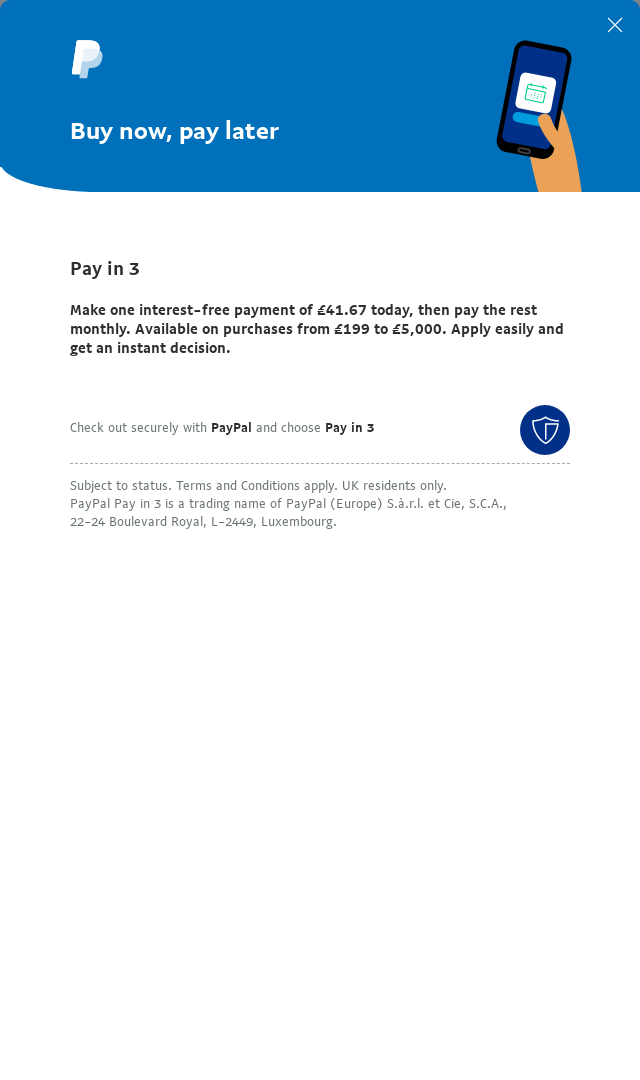 Buy now, pay later
Pay in 3
Make one interest-free payment of £41.67 today, then pay the rest
monthly. Available on purchases from £199 to £5,000. Apply easily and
get an instant decision.
Check out securely with PayPal and choose Pay in 3
Subject to status. Terms and Conditions apply. UK residents only.
PayPal Pay in 3 is a trading name of PayPal (Europe) S.à.r.l. et Cie, S.C.A.,
22-24 Boulevard Royal, L-2449, Luxembourg.